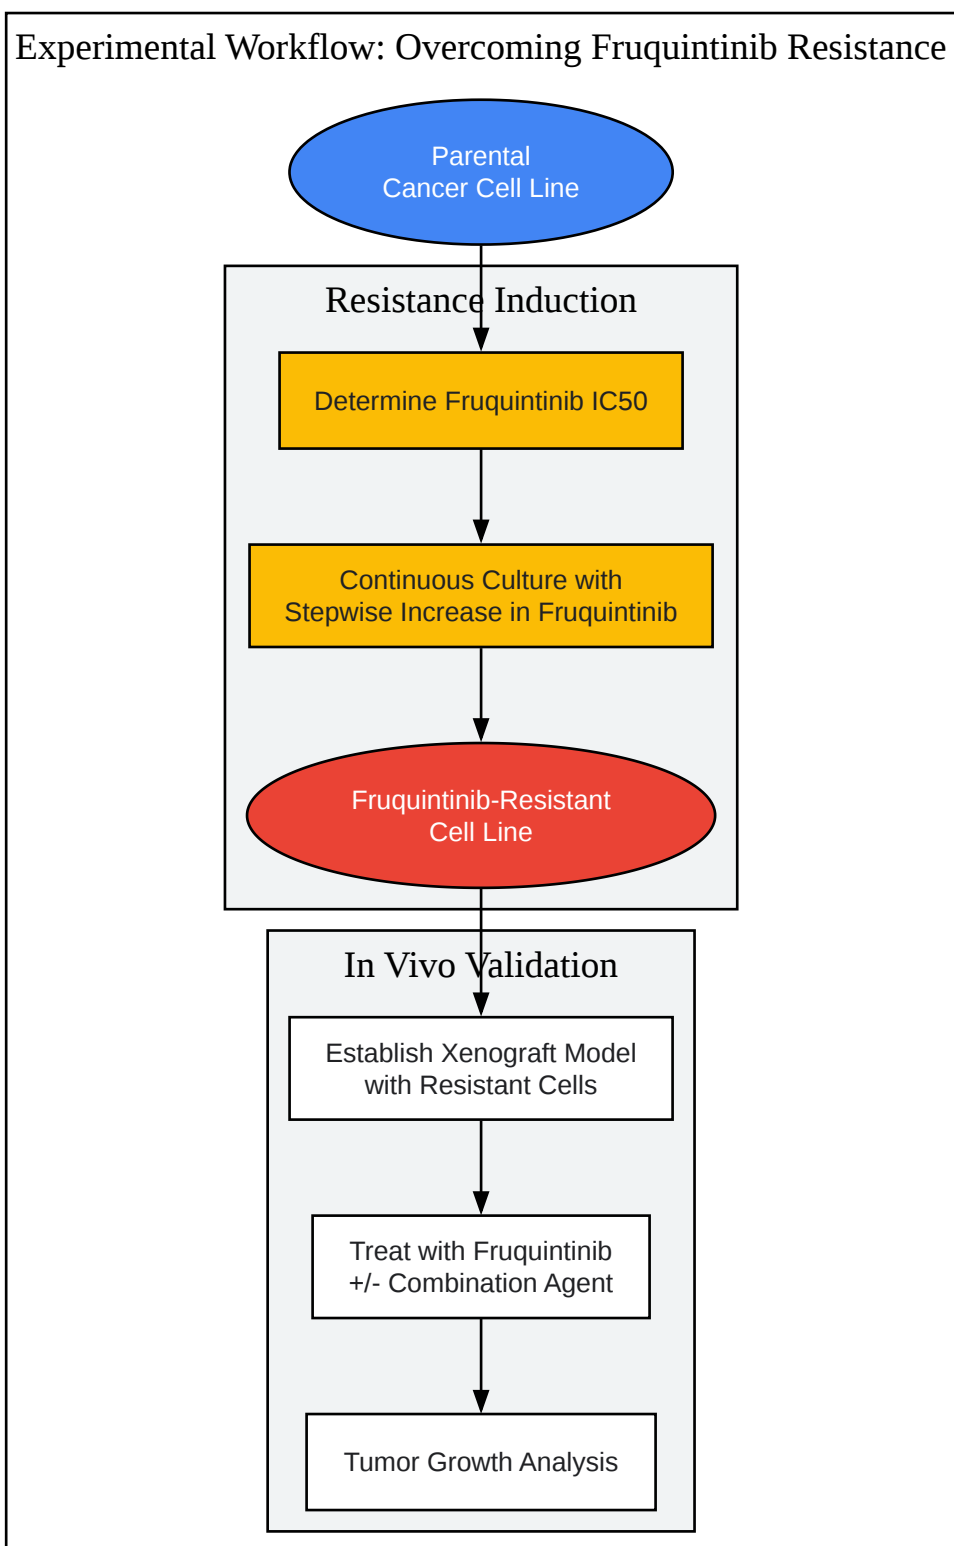 Experimental Workflow: Overcoming Fruquintinib Resistance
Parental
Cancer Cell Line
Resistance Induction
Determine Fruquintinib IC50
Continuous Culture with
Stepwise Increase in Fruquintinib
Fruquintinib-Resistant
Cell Line
In Vivo Validation
Establish Xenograft Model
with Resistant Cells
Treat with Fruquintinib
+/- Combination Agent
Tumor Growth Analysis